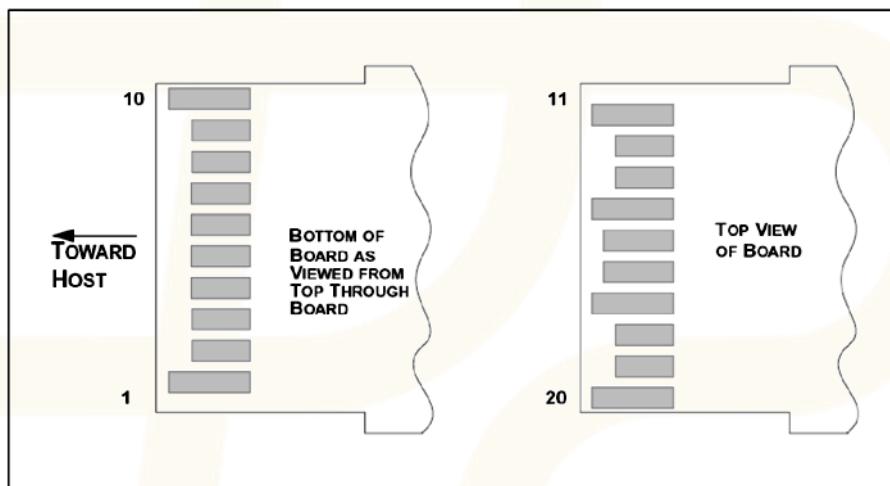 10
1
TOWARD
HOST
BOTTOM OF
BOARD AS
VIEWED FROM
TOP THROUGH
BOARD
11
20
TOP VIEW
OF BOARD